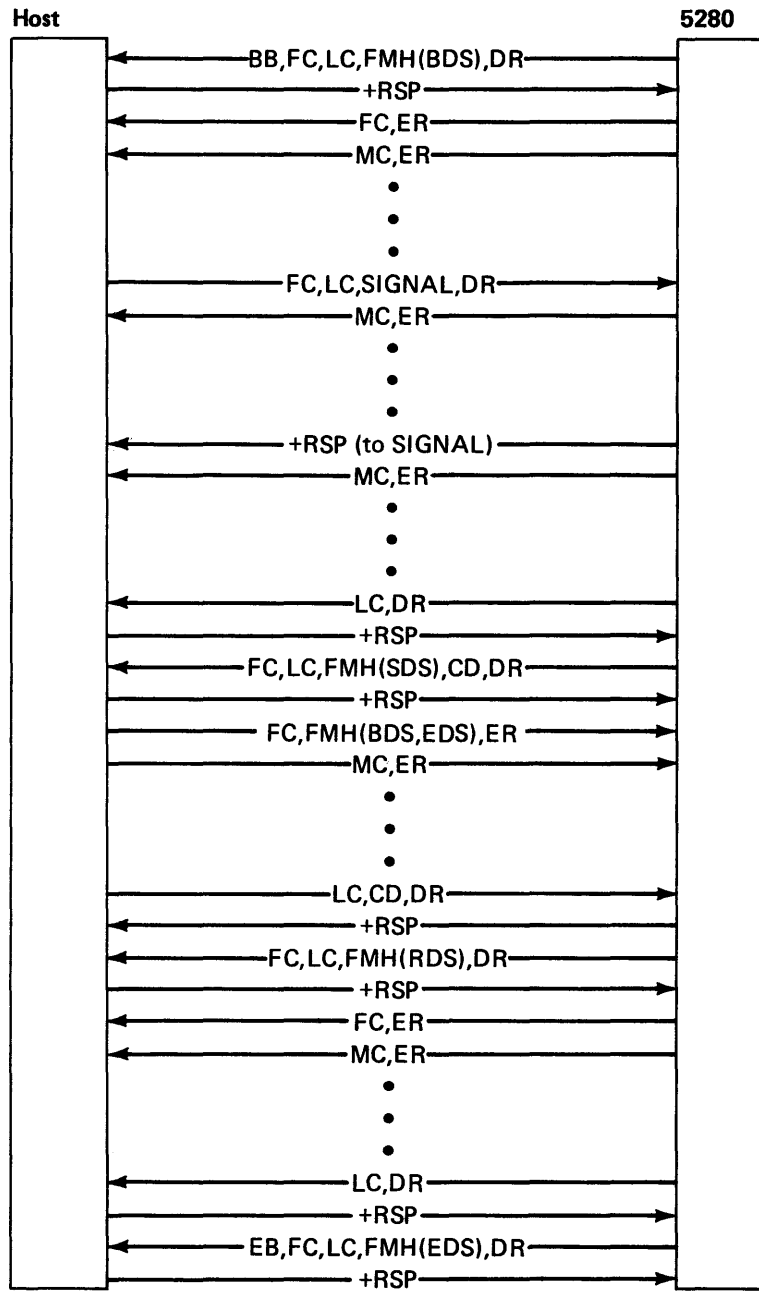 Host 5280
BB,FC,LC,FMH(BDS),DR
+RSP
FC,ER
MC,ER
FC,LC,SIGNAL,DR
MC,ER
+RSP (to SIGNAL)
MC,ER
LC,DR
+RSP
FC,LC,FMH(SDS),CD,DR
+RSP
FC,FMH(BDS,EDS),ER
MC,ER
LC,CD,DR
+RSP
FC,LC,FMH(RDS),DR
+RSP
FC,ER
MC,ER
LC,DR
+RSP
EB,FC,LC,FMH(EDS),DR
+RSP